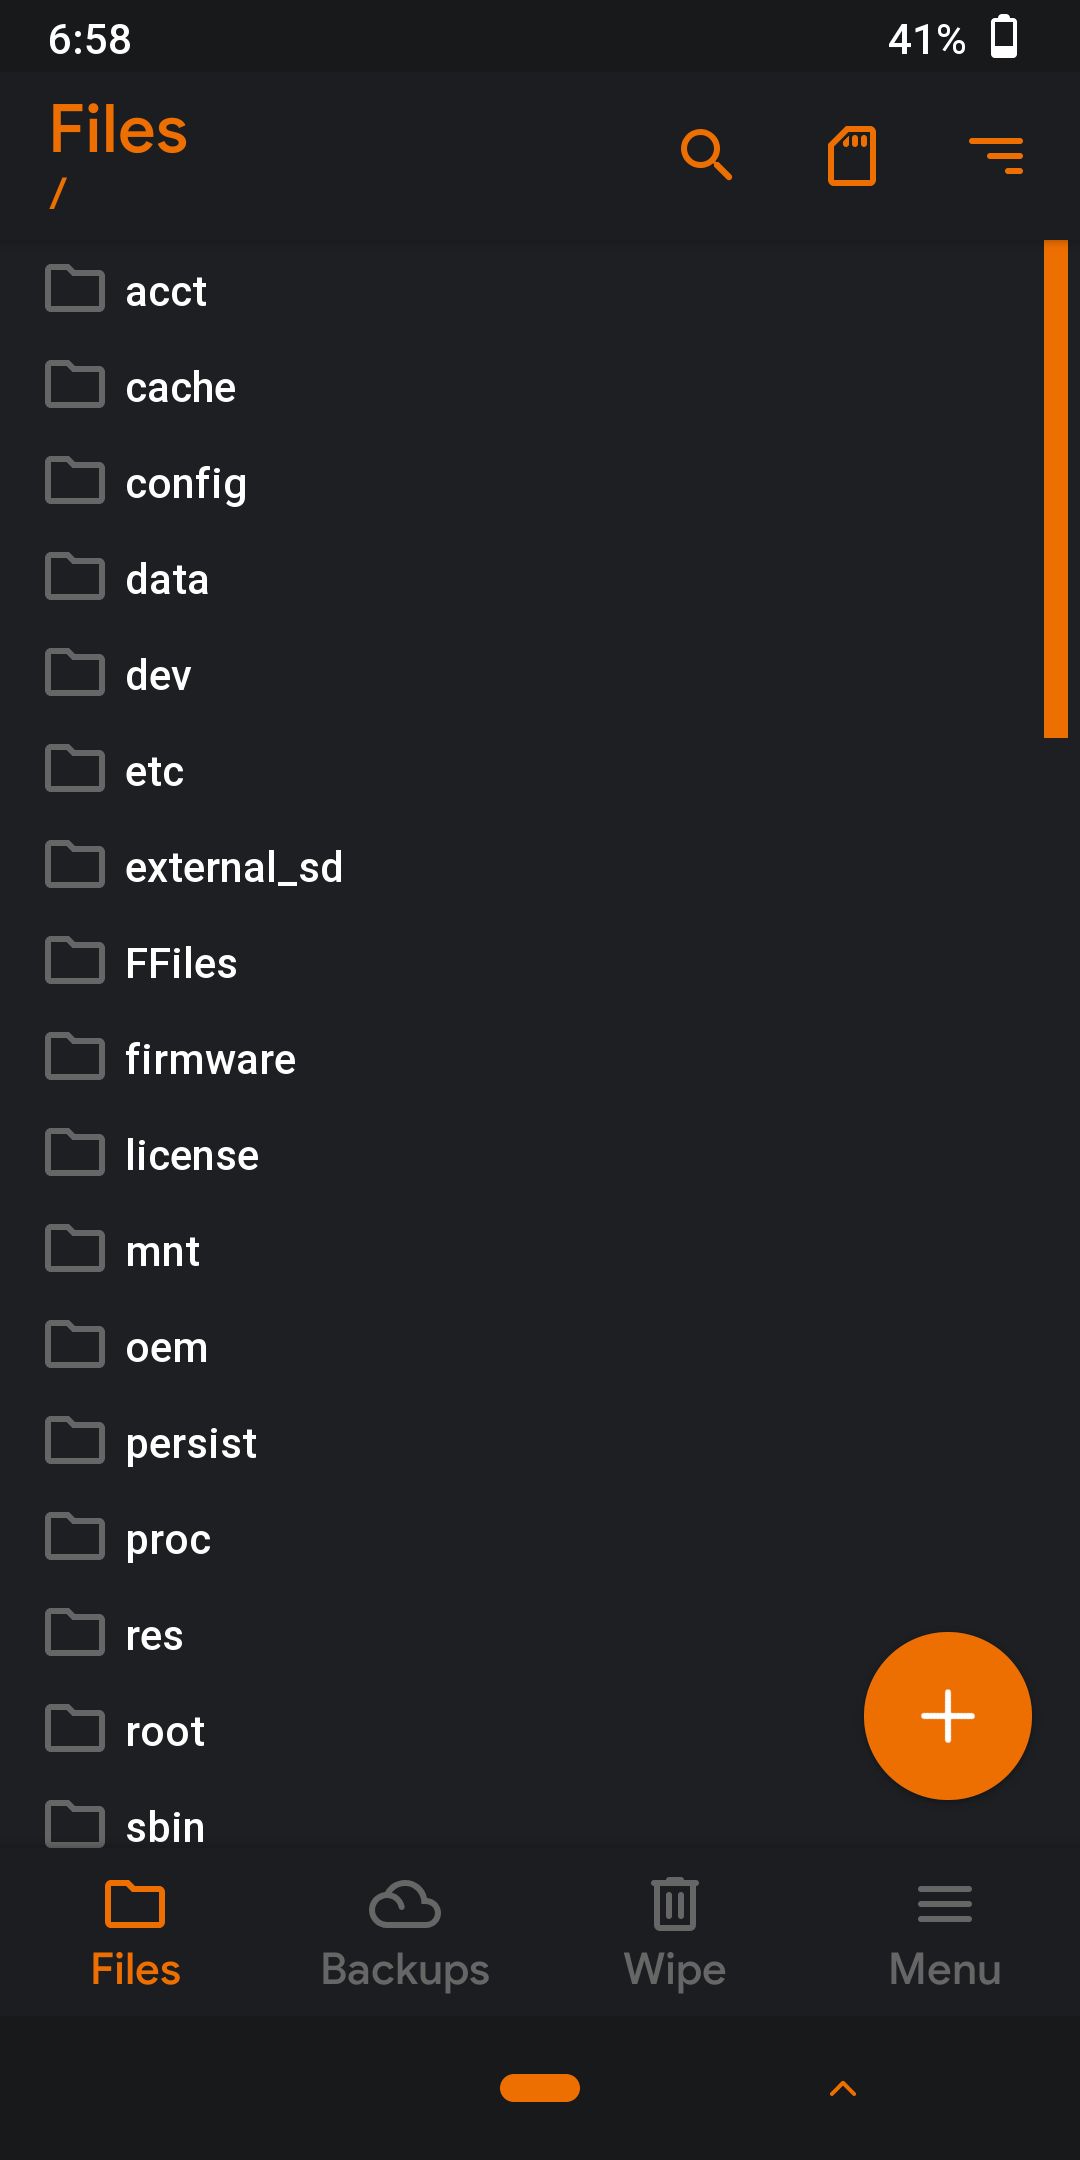 6:58
41%
Files
/
acct
cache
config
data
dev
etc
external_sd
FFiles
firmware
license
mnt
oem
persist
proc
res
root
sbin
Files
Backups
Wipe
Menu